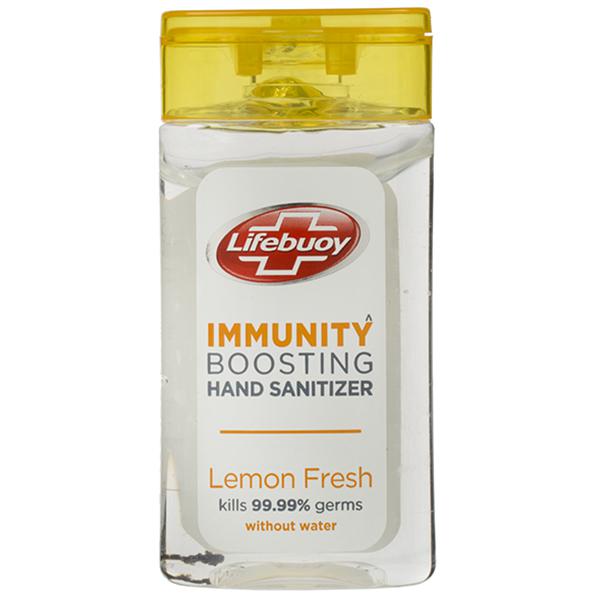 Lifebuoy
IMMUNITY^
BOOSTING
HAND SANITIZER
Lemon Fresh
kills 99.99% germs
without water